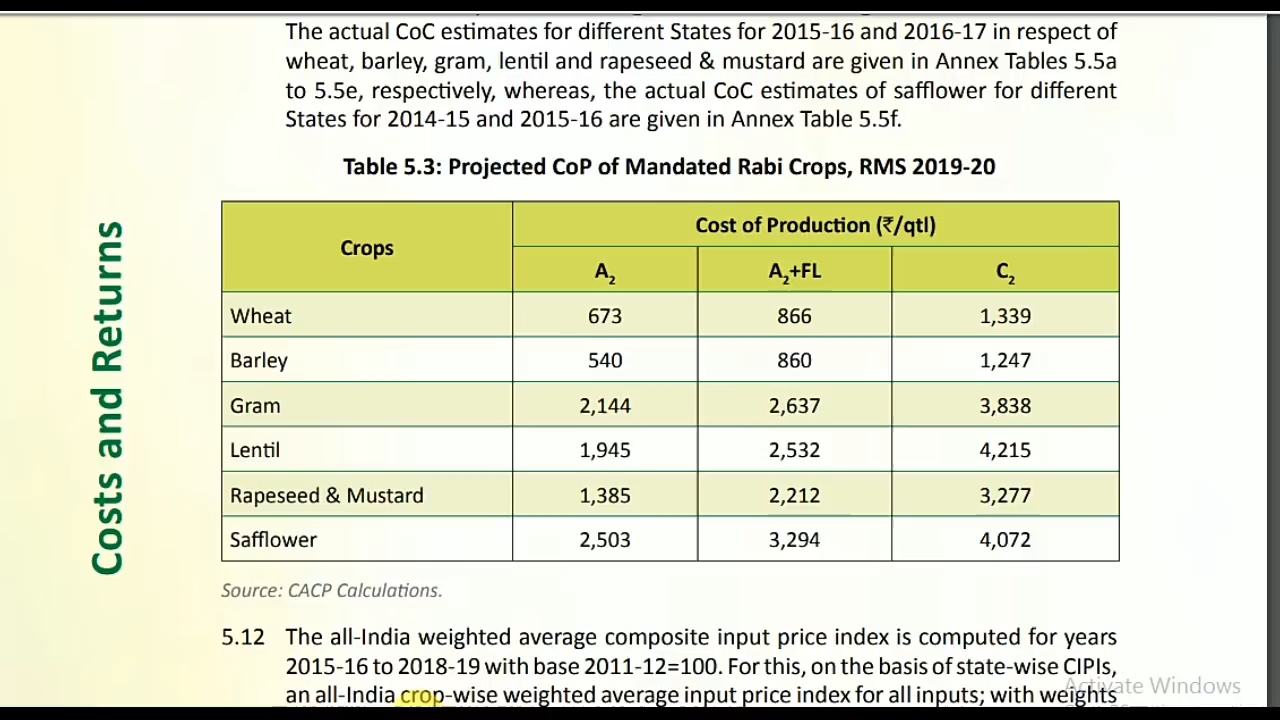 The actual CoC estimates for different States for 2015-16 and 2016-17 in respect of
wheat, barley, gram, lentil and rapeseed & mustard are given in Annex Tables 5.5a
to 5.5e, respectively, whereas, the actual CoC estimates of safflower for different
States for 2014-15 and 2015-16 are given in Annex Table 5.5f.
Table 5.3: Projected CoP of Mandated Rabi Crops, RMS 2019-20
Costs and Returns
Crops
Cost of Production (₹/qtl)
A₂ A₂+FL C₂
Wheat 673 866 1,339
Barley 540 860 1,247
Gram 2,144 2,637 3,838
Lentil 1,945 2,532 4,215
Rapeseed & Mustard 1,385 2,212 3,277
Safflower 2,503 3,294 4,072
Source: CACP Calculations.
5.12 The all-India weighted average composite input price index is computed for years
2015-16 to 2018-19 with base 2011-12=100. For this, on the basis of state-wise CIPIs,
an all-India crop-wise weighted average input price index for all inputs; with weights
Activate Windows